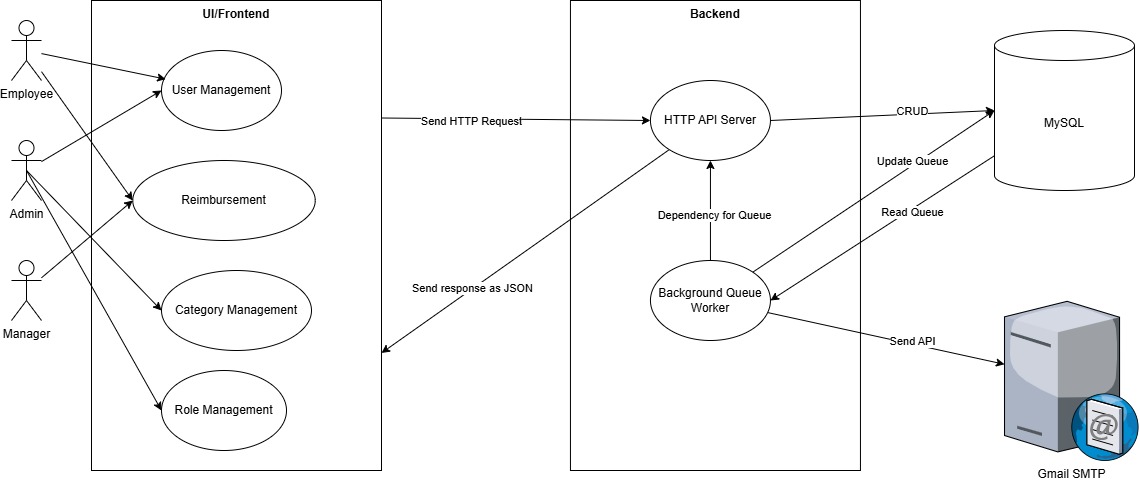 UI/Frontend
Backend
Employee
User Management
Send HTTP Request
HTTP API Server
CRUD
MySQL
Update Queue
Admin
Reimbursement
Dependency for Queue
Read Queue
Manager
Category Management
Send response as JSON
Background Queue
Worker
Send API
Role Management
@
Gmail SMTP